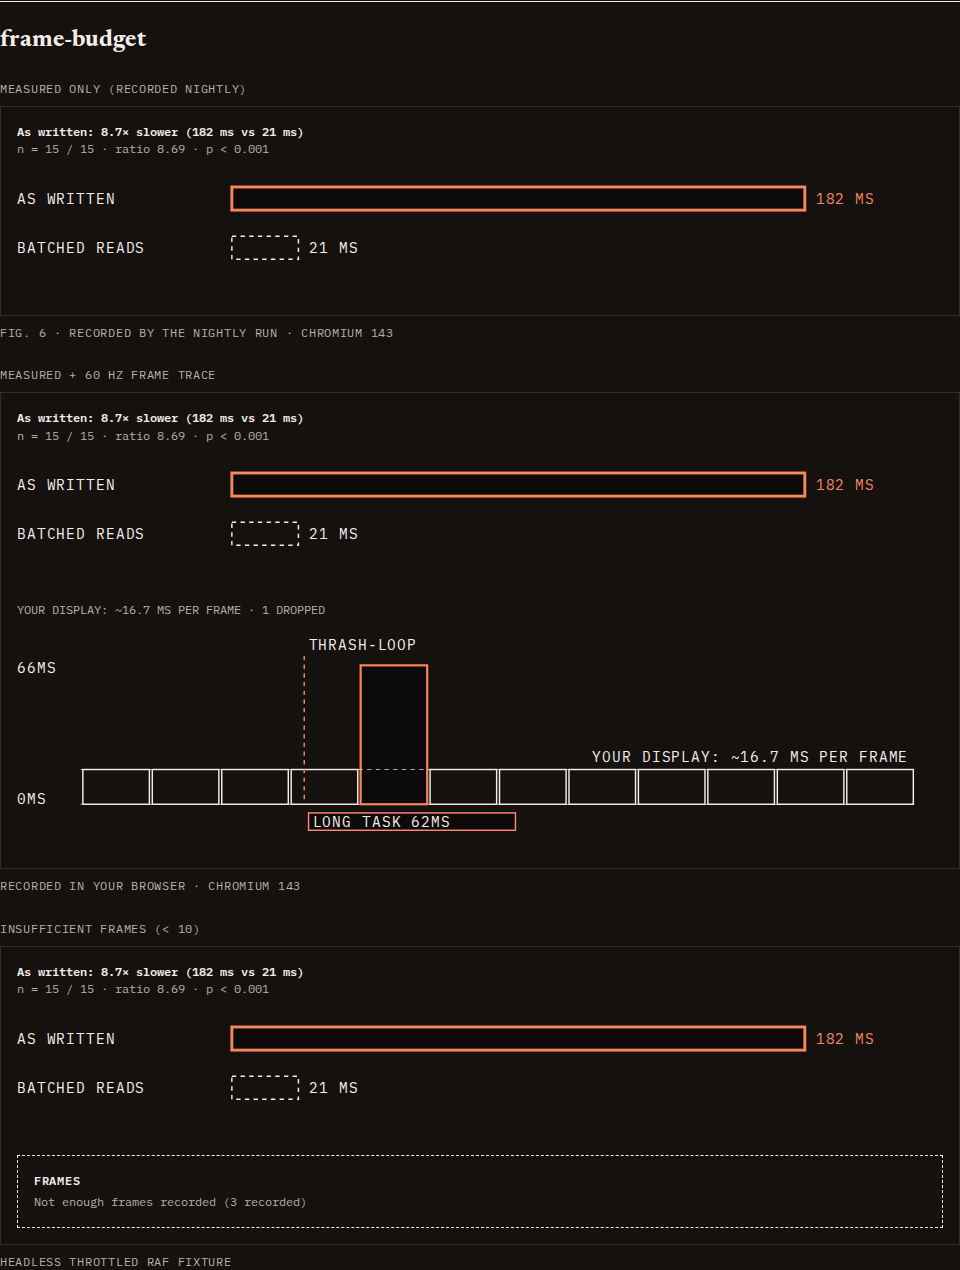 frame-budget
MEASURED ONLY (RECORDED NIGHTLY)
As written: 8.7× slower (182 ms vs 21 ms)
n = 15 / 15 · ratio 8.69 · p < 0.001
AS WRITTEN 182 MS
BATCHED READS 21 MS
FIG. 6 · RECORDED BY THE NIGHTLY RUN · CHROMIUM 143
MEASURED + 60 HZ FRAME TRACE
As written: 8.7× slower (182 ms vs 21 ms)
n = 15 / 15 · ratio 8.69 · p < 0.001
AS WRITTEN 182 MS
BATCHED READS 21 MS
YOUR DISPLAY: ~16.7 MS PER FRAME · 1 DROPPED
THRASH-LOOP
66MS
YOUR DISPLAY: ~16.7 MS PER FRAME
0MS
LONG TASK 62MS
RECORDED IN YOUR BROWSER · CHROMIUM 143
INSUFFICIENT FRAMES (< 10)
As written: 8.7× slower (182 ms vs 21 ms)
n = 15 / 15 · ratio 8.69 · p < 0.001
AS WRITTEN 182 MS
BATCHED READS 21 MS
FRAMES
Not enough frames recorded (3 recorded)
HEADLESS THROTTLED RAF FIXTURE